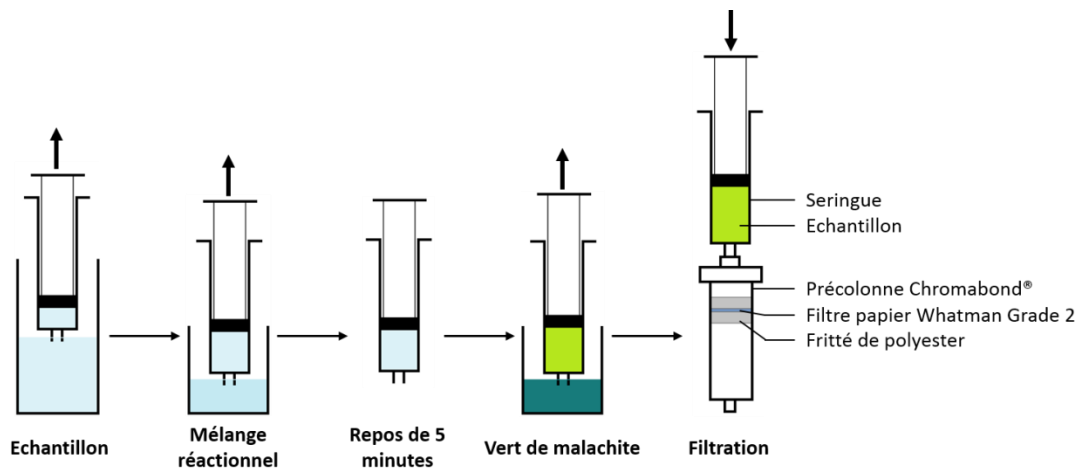 Seringue
Echantillon
Précolonne Chromabond®
Filtre papier Whatman Grade 2
Fritté de polyester
Echantillon
Mélange
réactionnel
Repos de 5
minutes
Vert de malachite
Filtration